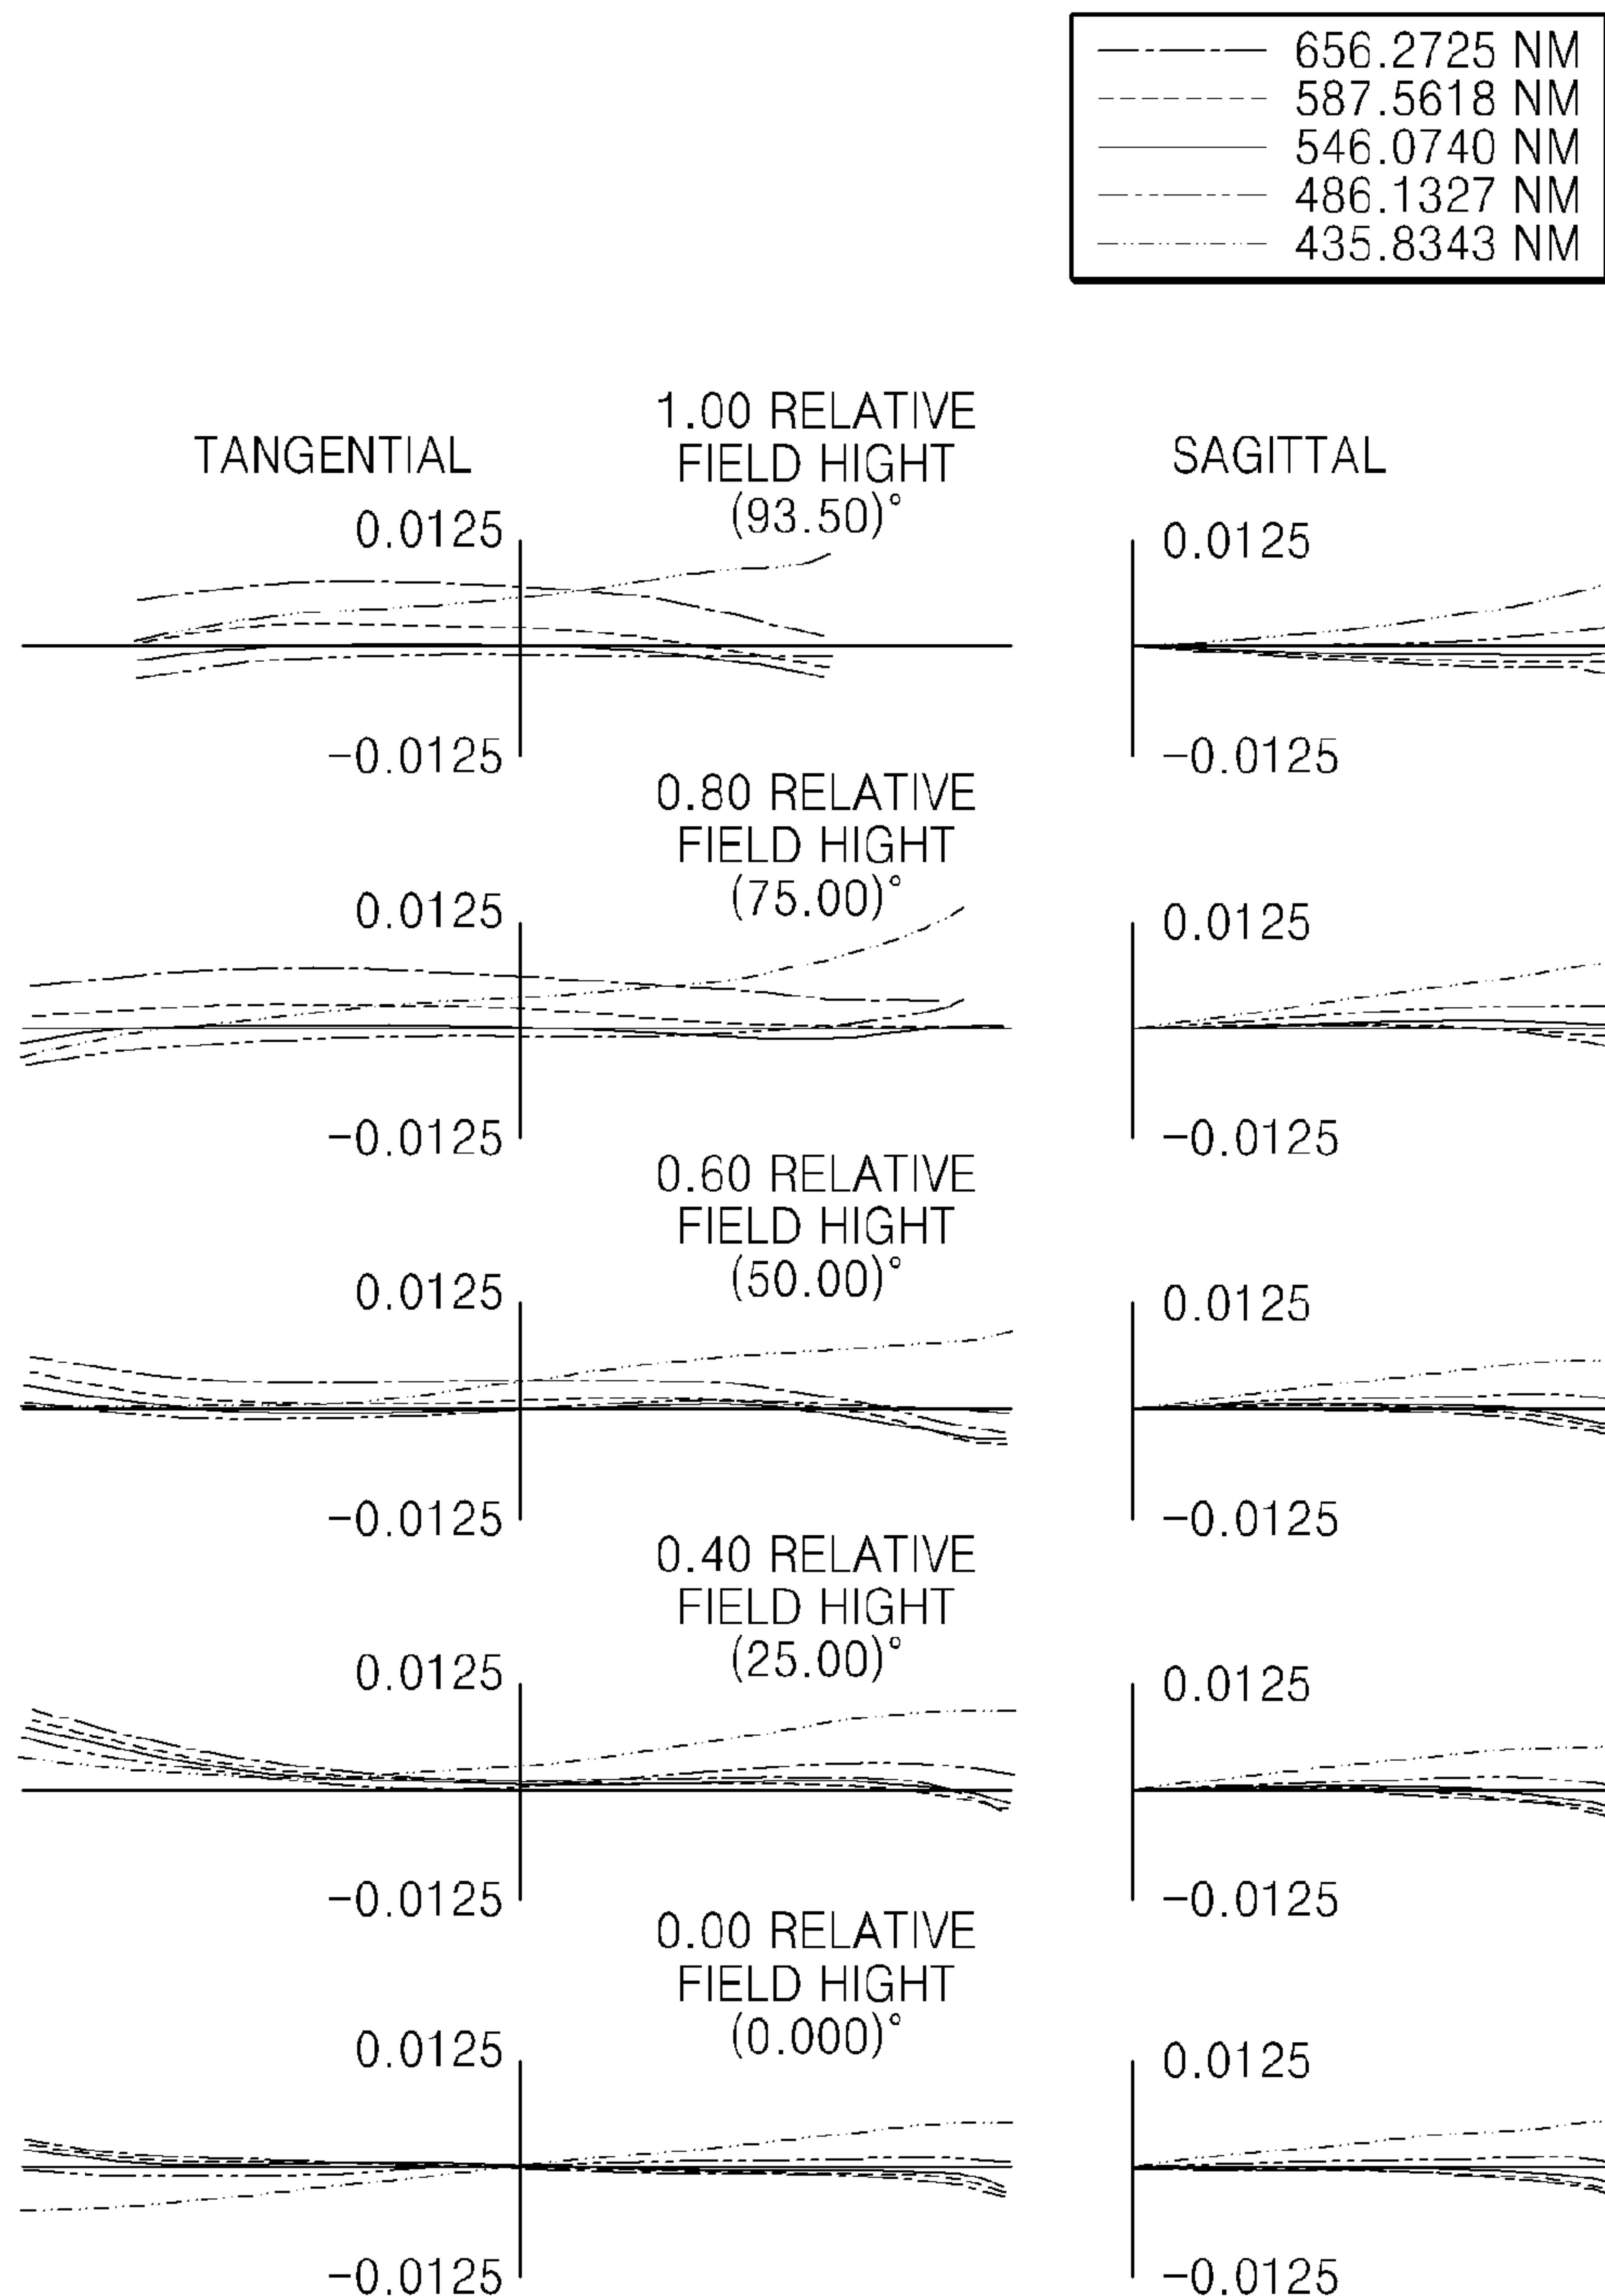 656.2725 NM
587.5618 NM
546.0740 NM
486.1327 NM
435.8343 NM
TANGENTIAL
1.00 RELATIVE
FIELD HIGHT
(93.50)°
SAGITTAL
0.0125
0.0125
-0.0125
-0.0125
0.80 RELATIVE
FIELD HIGHT
(75.00)°
0.0125
0.0125
-0.0125
-0.0125
0.60 RELATIVE
FIELD HIGHT
(50.00)°
0.0125
0.0125
-0.0125
-0.0125
0.40 RELATIVE
FIELD HIGHT
(25.00)°
0.0125
0.0125
-0.0125
-0.0125
0.00 RELATIVE
FIELD HIGHT
(0.000)°
0.0125
0.0125
-0.0125
-0.0125